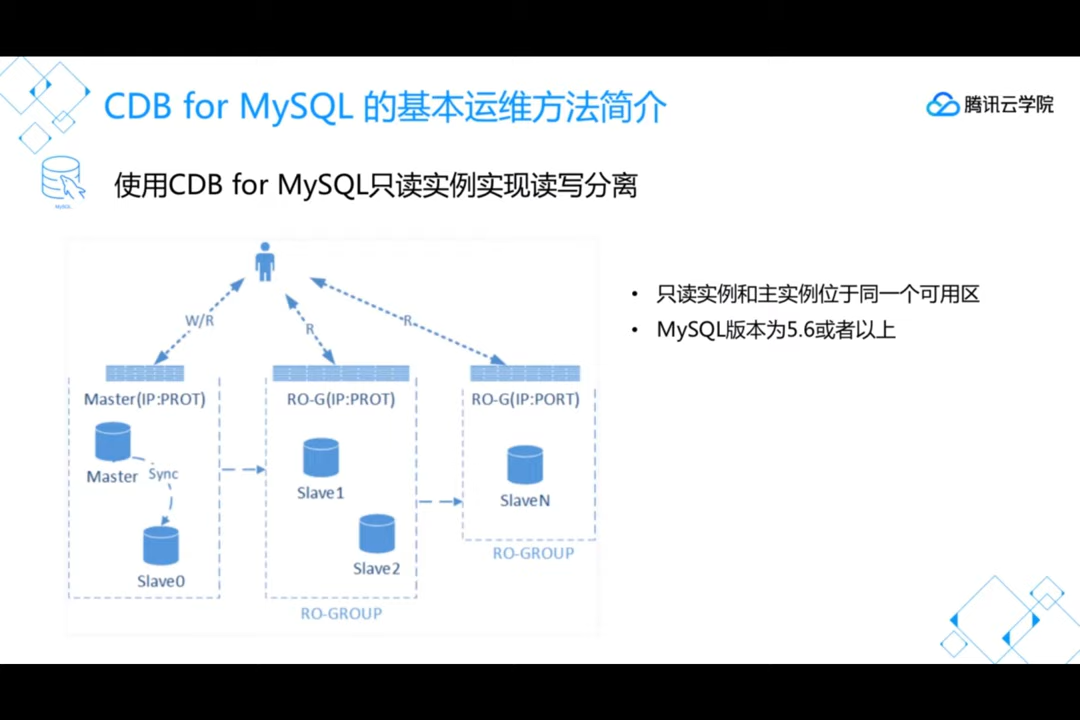 CDB for MySQL 的基本运维方法简介
腾讯云学院
MySQL
使用CDB for MySQL只读实例实现读写分离
W/R
R
R
Master(IP:PROT)
RO-G(IP:PROT)
RO-G(IP:PORT)
Master
Sync
Slave0
Slave1
Slave2
SlaveN
RO-GROUP
RO-GROUP
• 只读实例和主实例位于同一个可用区
• MySQL版本为5.6或者以上